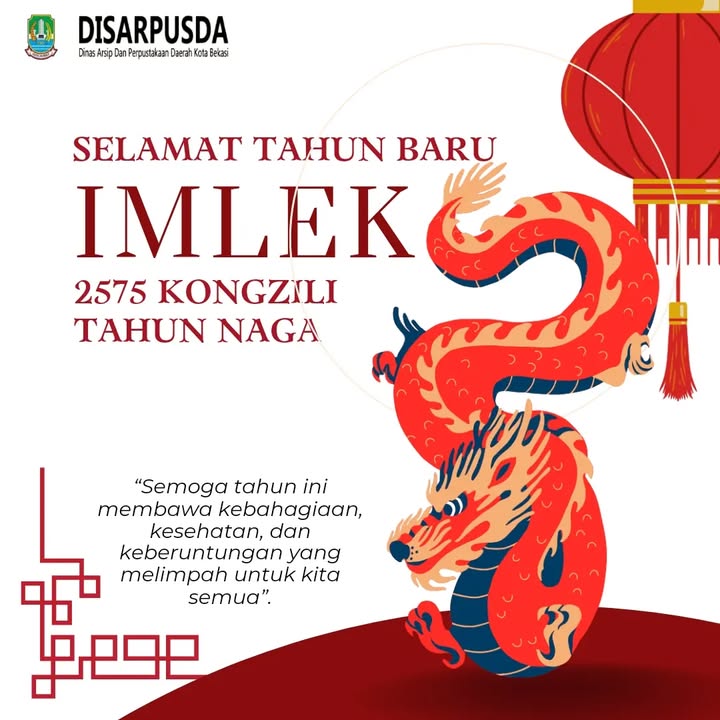 DISARPUSDA
Dinas Arsip Dan Perpustakaan Daerah Kota Bekasi
SELAMAT TAHUN BARU
IMLEK
2575 KONGZILI
TAHUN NAGA
“Semoga tahun ini
membawa kebahagiaan,
kesehatan, dan
keberuntungan yang
melimpah untuk kita
semua”.